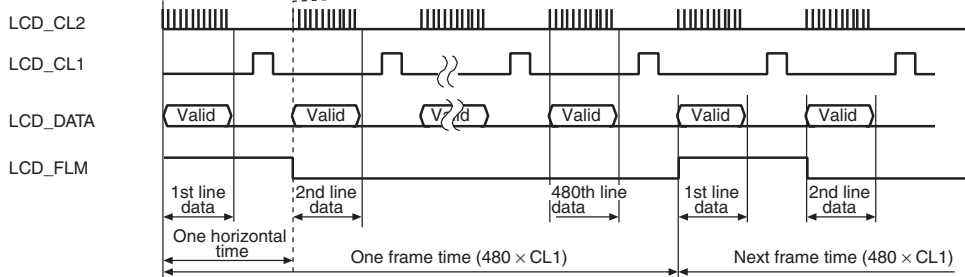 LCD_CL2
LCD_CL1
LCD_DATA
Valid Valid Valid Valid Valid Valid
LCD_FLM
1st line data
2nd line data
480th line data
1st line data
2nd line data
One horizontal time
One frame time (480 × CL1)
Next frame time (480 × CL1)